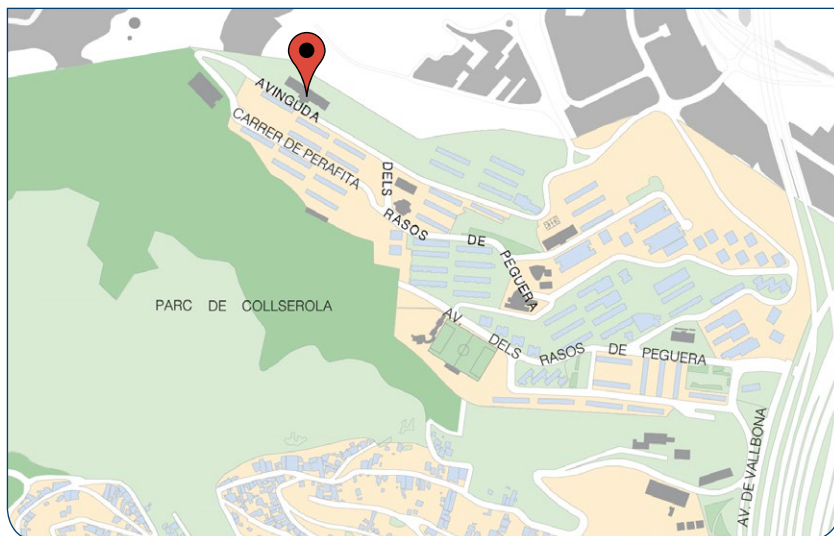 AVINGUDA
CARRER DE PERAFITA
DELS
RASOS
DE
PEGUERA
PARC DE COLLSEROLA
AV.
DELS
RASOS DE PEGUERA
AV. DE VALLBONA